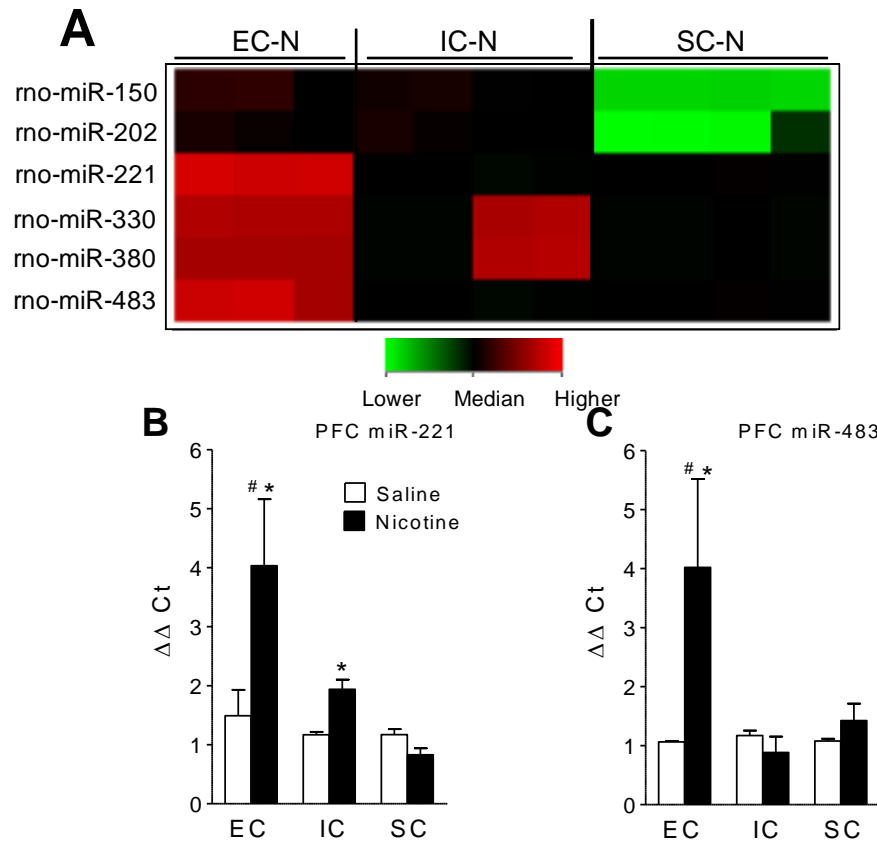 A
EC-N IC-N SC-N
rno-miR-150
rno-miR-202
rno-miR-221
rno-miR-330
rno-miR-380
rno-miR-483
Lower Median Higher
B
PFC miR-221
6
5
4
3
2
1
0
ΔΔ Ct
# *
*
Saline
Nicotine
EC IC SC
C
PFC miR-483
6
5
4
3
2
1
0
ΔΔ Ct
# *
EC IC SC